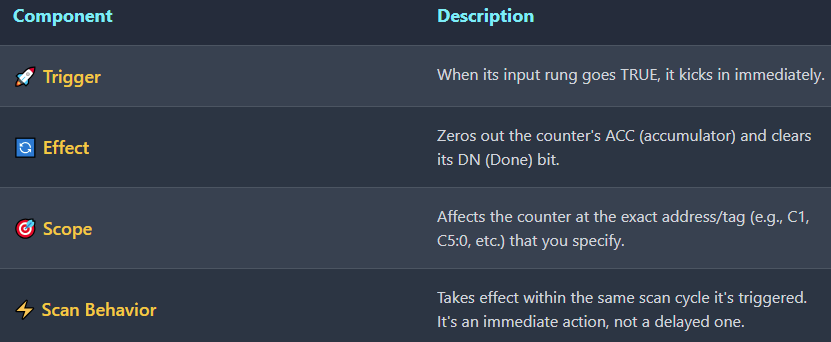 Component Description
Trigger When its input rung goes TRUE, it kicks in immediately.
Effect Zeros out the counter's ACC (accumulator) and clears
its DN (Done) bit.
Scope Affects the counter at the exact address/tag (e.g., C1,
C5:0, etc.) that you specify.
Scan Behavior Takes effect within the same scan cycle it's triggered.
It's an immediate action, not a delayed one.